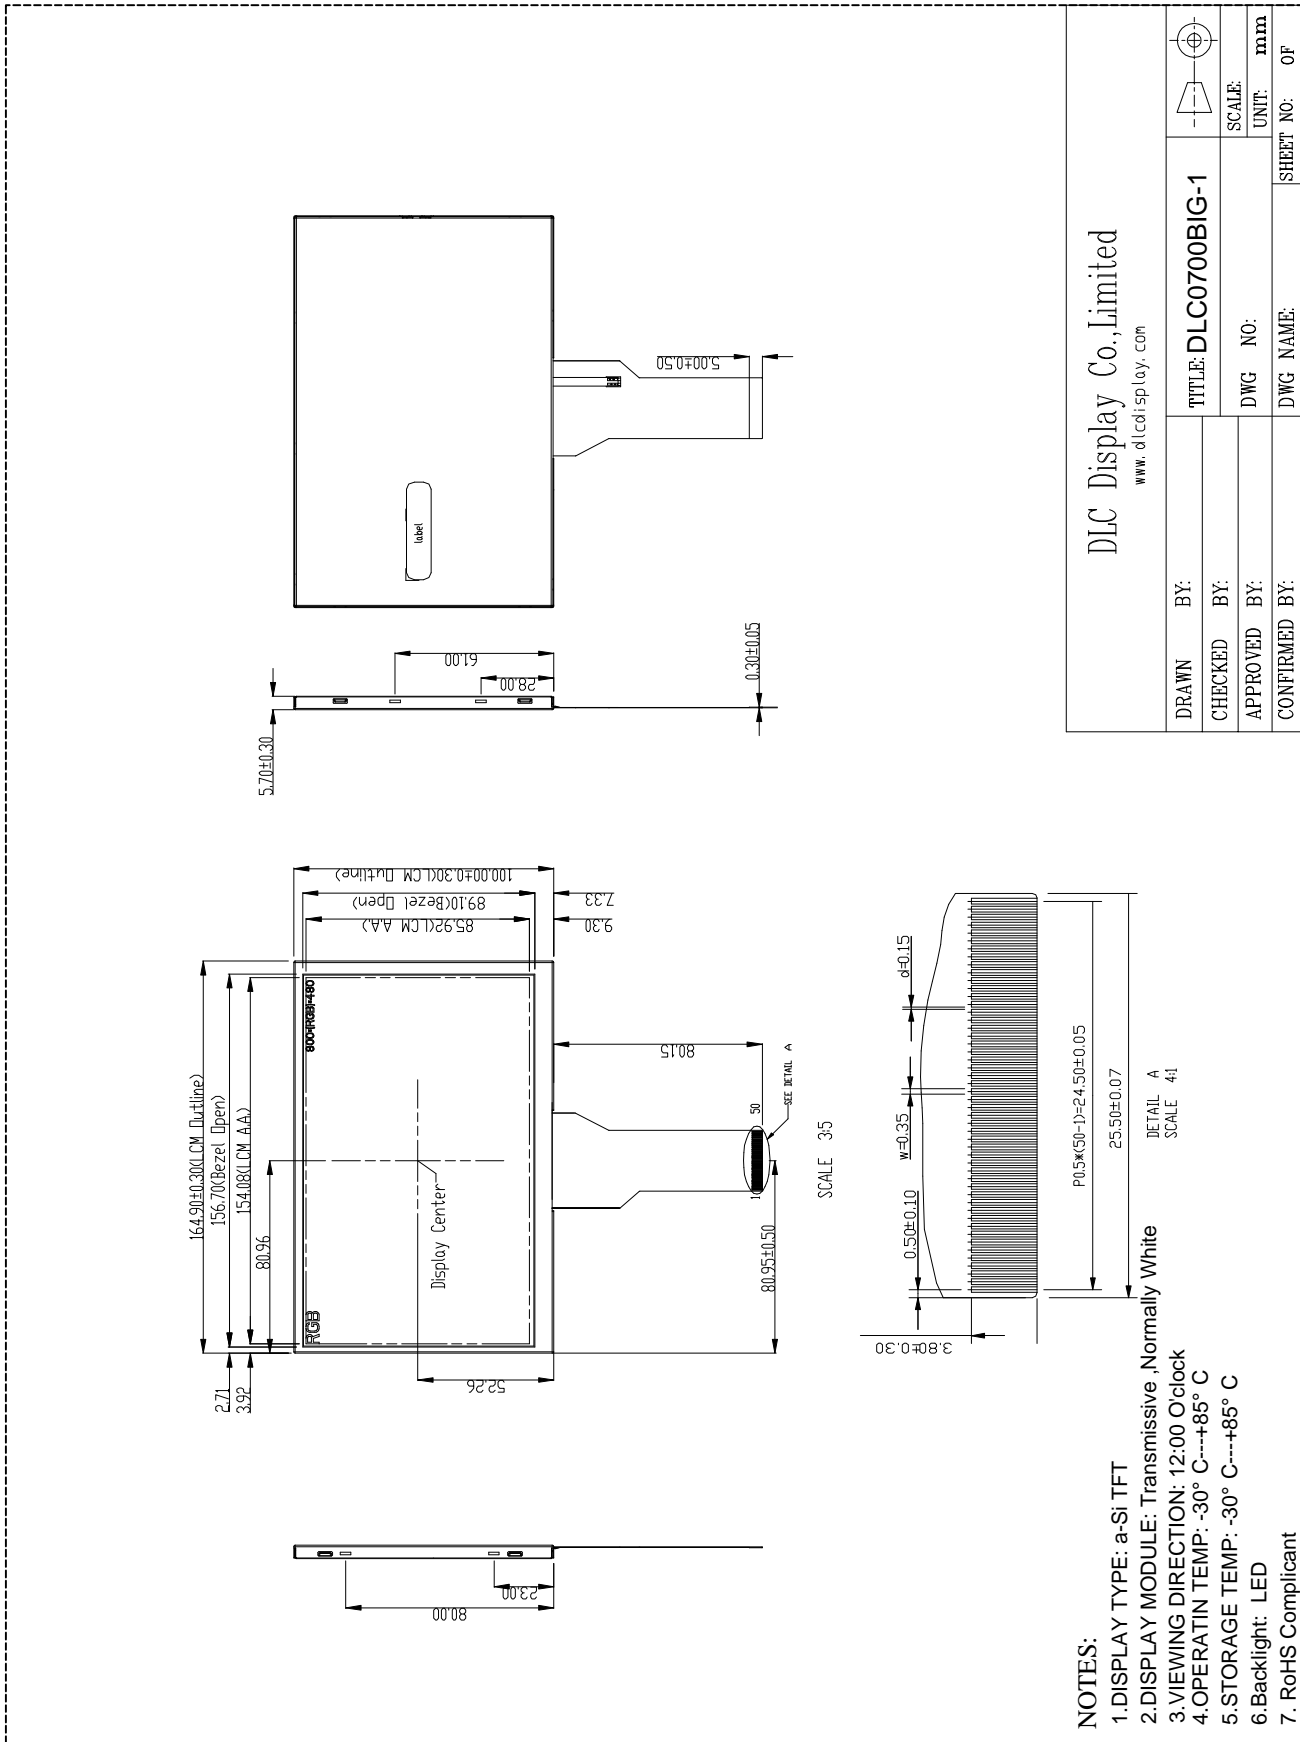 164.90±0.30(LCM Outline)
156.70(Bezel Open)
154.08(LCM A.A.)
80.96
2.71
3.92
RGB
800*(RGB)*480
Display Center
52.26
100.00±0.30(LCM Outline)
89.10(Bezel Open)
85.92(LCM A.A.)
7.33
9.30
80.15
1
50
SEE DETAIL A
80.95±0.50
SCALE 3:5
80.00
23.00
5.70±0.30
61.00
28.00
0.30±0.05
label
5.00±0.50
0.50±0.10
w=0.35
d=0.15
3.80±0.30
P0.5*(50-1)=24.50±0.05
25.50±0.07
DETAIL A
SCALE 4:1
NOTES:
1.DISPLAY TYPE: a-Si TFT
2.DISPLAY MODULE: Transmissive ,Normally White
3.VIEWING DIRECTION: 12:00 O'clock
4.OPERATIN TEMP: -30° C---+85° C
5.STORAGE TEMP: -30° C---+85° C
6.Backlight: LED
7. RoHS Complicant
DLC Display Co.,Limited
www.dlcdisplay.com
DRAWN BY:
TITLE: DLC0700BIG-1
CHECKED BY:
SCALE:
APPROVED BY:
DWG NO:
UNIT: mm
CONFIRMED BY:
DWG NAME:
SHEET NO: OF